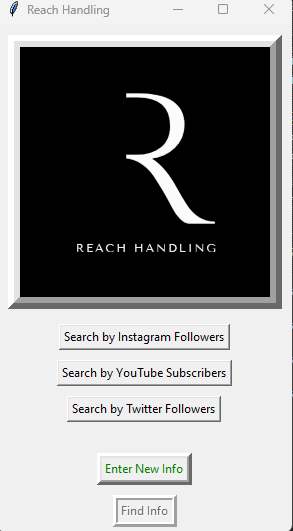 Reach Handling
R
REACH HANDLING
Search by Instagram Followers
Search by YouTube Subscribers
Search by Twitter Followers
Enter New Info
Find Info